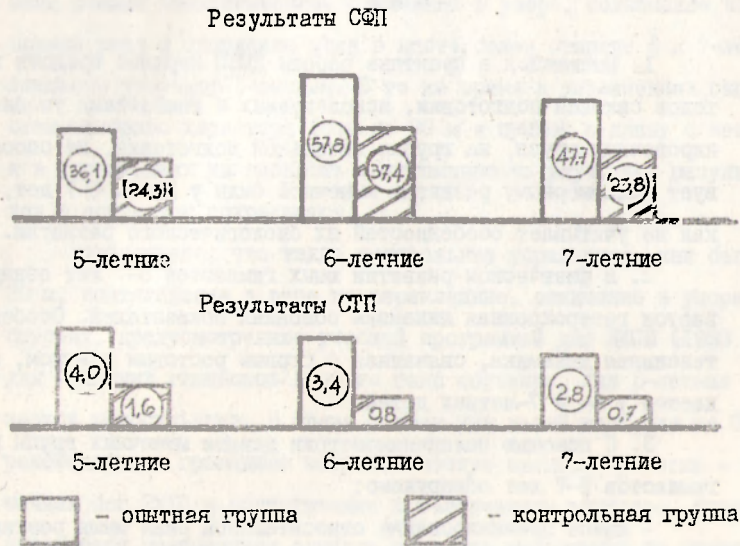 Результаты СФП
36,1 (24,3) 57,8 37,4 47,7 23,8
5-летние 6-летние 7-летние
Результаты СТП
4,0 1,6 3,4 0,8 2,8 0,7
5-летние 6-летние 7-летние
- опытная группа - контрольная группа